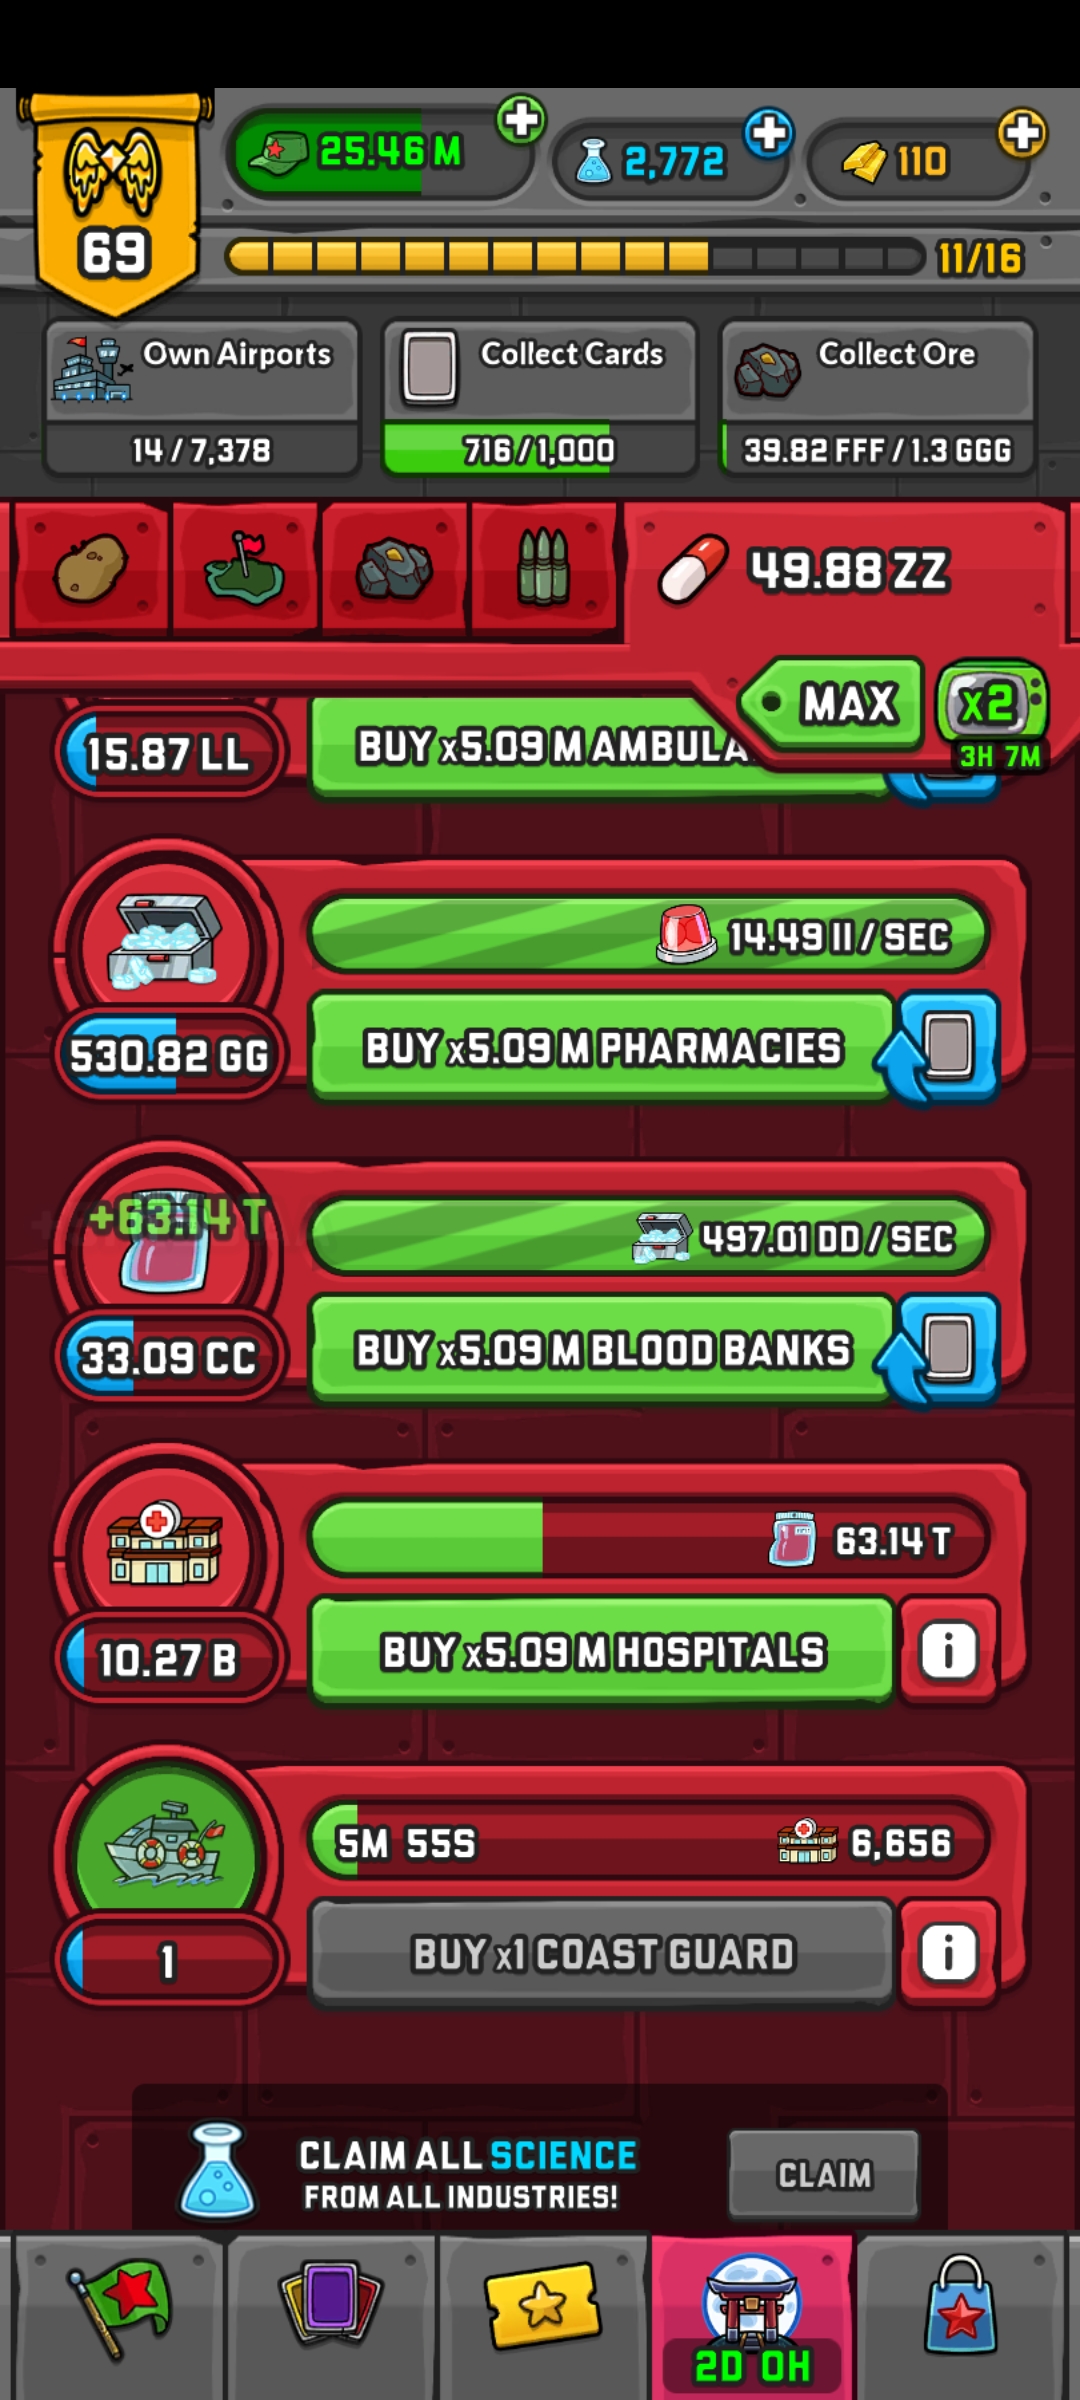 25.46 M
2,772
110
69
11/16
Own Airports
14 / 7,378
Collect Cards
716 / 1,000
Collect Ore
39.82 FFF / 1.3 GGG
49.88 ZZ
MAX
x2
3H 7M
15.87 LL
BUY x5.09 M AMBULA
14.49 II / SEC
530.82 GG
BUY x5.09 M PHARMACIES
+63.14 T
497.01 DD / SEC
33.09 CC
BUY x5.09 M BLOOD BANKS
63.14 T
10.27 B
BUY x5.09 M HOSPITALS
i
5M 55S
6,656
1
BUY x1 COAST GUARD
i
CLAIM ALL SCIENCE
FROM ALL INDUSTRIES!
CLAIM
2D 0H